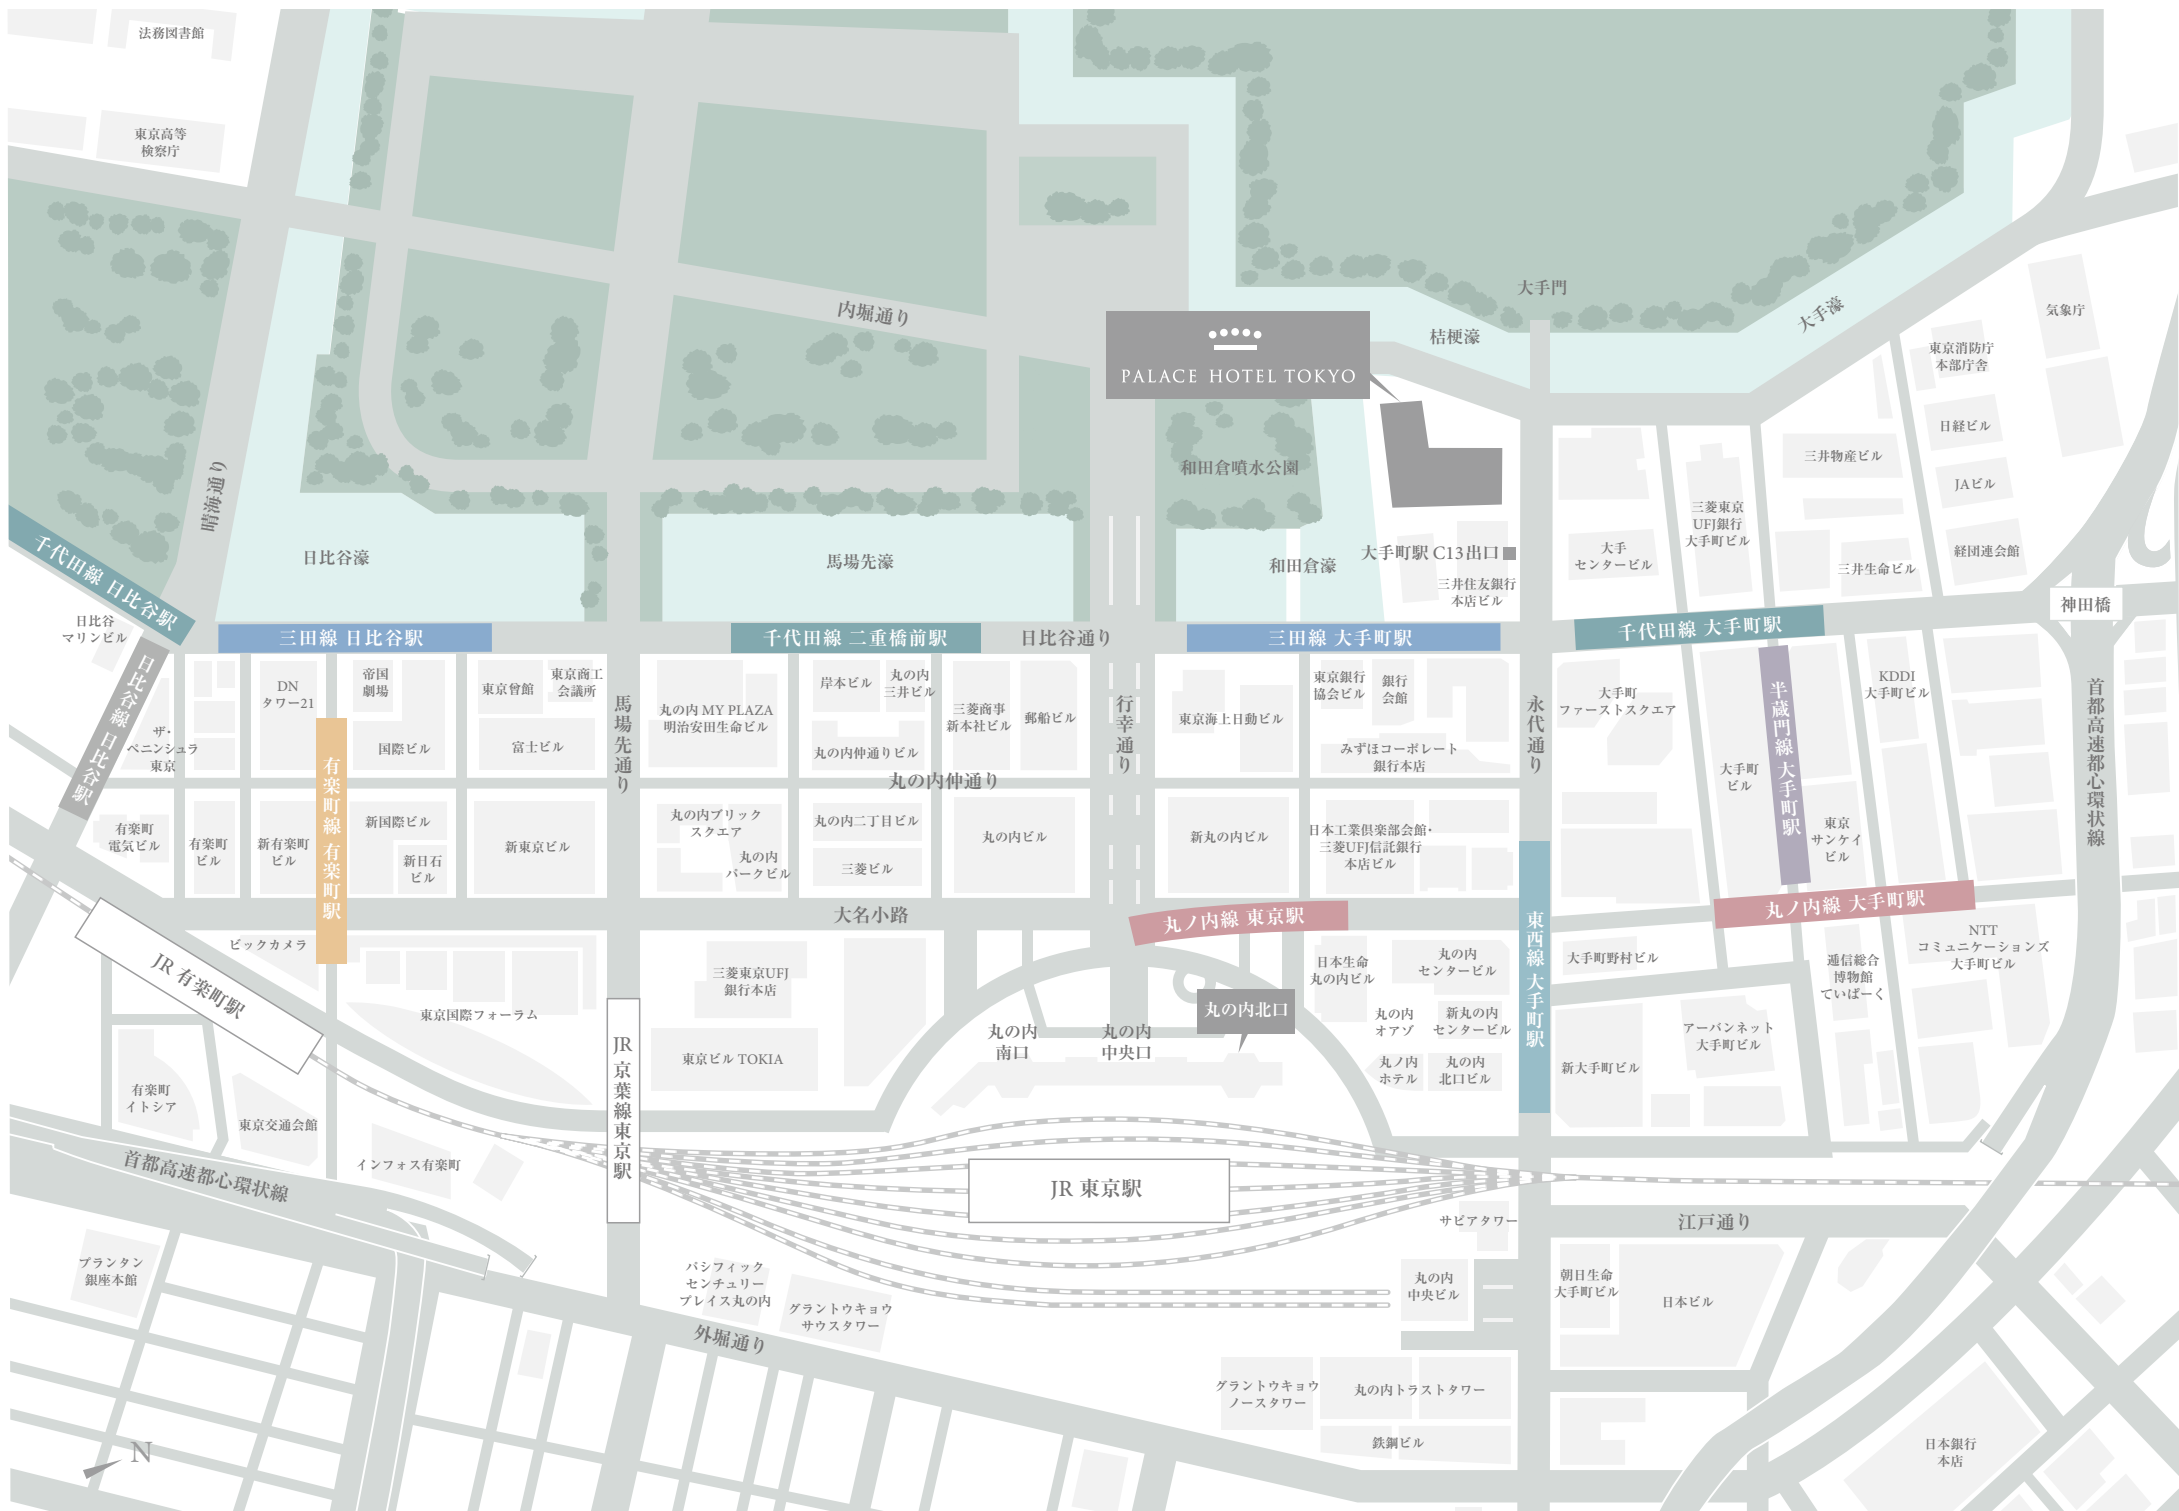 法務図書館
東京高等
検察庁
内堀通り
大手門
桔梗濠
大手濠
気象庁
東京消防庁
本部庁舎
PALACE HOTEL TOKYO
日経ビル
三井物産ビル
JAビル
和田倉噴水公園
晴海通り
三菱東京
UFJ銀行
大手町ビル
大手
センタービル
経団連会館
三井生命ビル
日比谷濠
馬場先濠
和田倉濠
大手町駅 C13出口
三井住友銀行
本店ビル
神田橋
千代田線 日比谷駅
日比谷
マリンビル
三田線 日比谷駅
千代田線 二重橋前駅
日比谷通り
三田線 大手町駅
千代田線 大手町駅
日比谷線 日比谷駅
ザ・
ペニンシュラ
東京
DN
タワー21
帝国
劇場
国際ビル
東京會館
東京商工
会議所
富士ビル
馬場先通り
丸の内 MY PLAZA
明治安田生命ビル
岸本ビル
丸の内
三井ビル
丸の内仲通りビル
三菱商事
新本社ビル
郵船ビル
行幸通り
東京海上日動ビル
東京銀行
協会ビル
銀行
会館
みずほコーポレート
銀行本店
永代通り
大手町
ファーストスクエア
大手町
ビル
半蔵門線 大手町駅
KDDI
大手町ビル
首都高速都心環状線
丸の内仲通り
有楽町線 有楽町駅
有楽町
電気ビル
有楽町
ビル
新有楽町
ビル
新国際ビル
新日石
ビル
新東京ビル
丸の内ブリック
スクエア
丸の内
パークビル
丸の内二丁目ビル
三菱ビル
丸の内ビル
新丸の内ビル
日本工業倶楽部会館・
三菱UFJ信託銀行
本店ビル
東京
サンケイ
ビル
大名小路
丸ノ内線 東京駅
丸ノ内線 大手町駅
東西線 大手町駅
ビックカメラ
JR 有楽町駅
東京国際フォーラム
三菱東京UFJ
銀行本店
東京ビル TOKIA
JR 京葉線東京駅
丸の内
南口
丸の内
中央口
丸の内北口
日本生命
丸の内ビル
丸の内
センタービル
丸の内
オアゾ
新丸の内
センタービル
丸ノ内
ホテル
丸の内
北口ビル
大手町野村ビル
逓信総合
博物館
ていぱーく
NTT
コミュニケーションズ
大手町ビル
アーバンネット
大手町ビル
新大手町ビル
有楽町
イトシア
東京交通会館
インフォス有楽町
首都高速都心環状線
JR 東京駅
サピアタワー
江戸通り
プランタン
銀座本館
パシフィック
センチュリー
プレイス丸の内
グラントウキョウ
サウスタワー
外堀通り
丸の内
中央ビル
朝日生命
大手町ビル
日本ビル
グラントウキョウ
ノースタワー
丸の内トラストタワー
鉄鋼ビル
日本銀行
本店
N